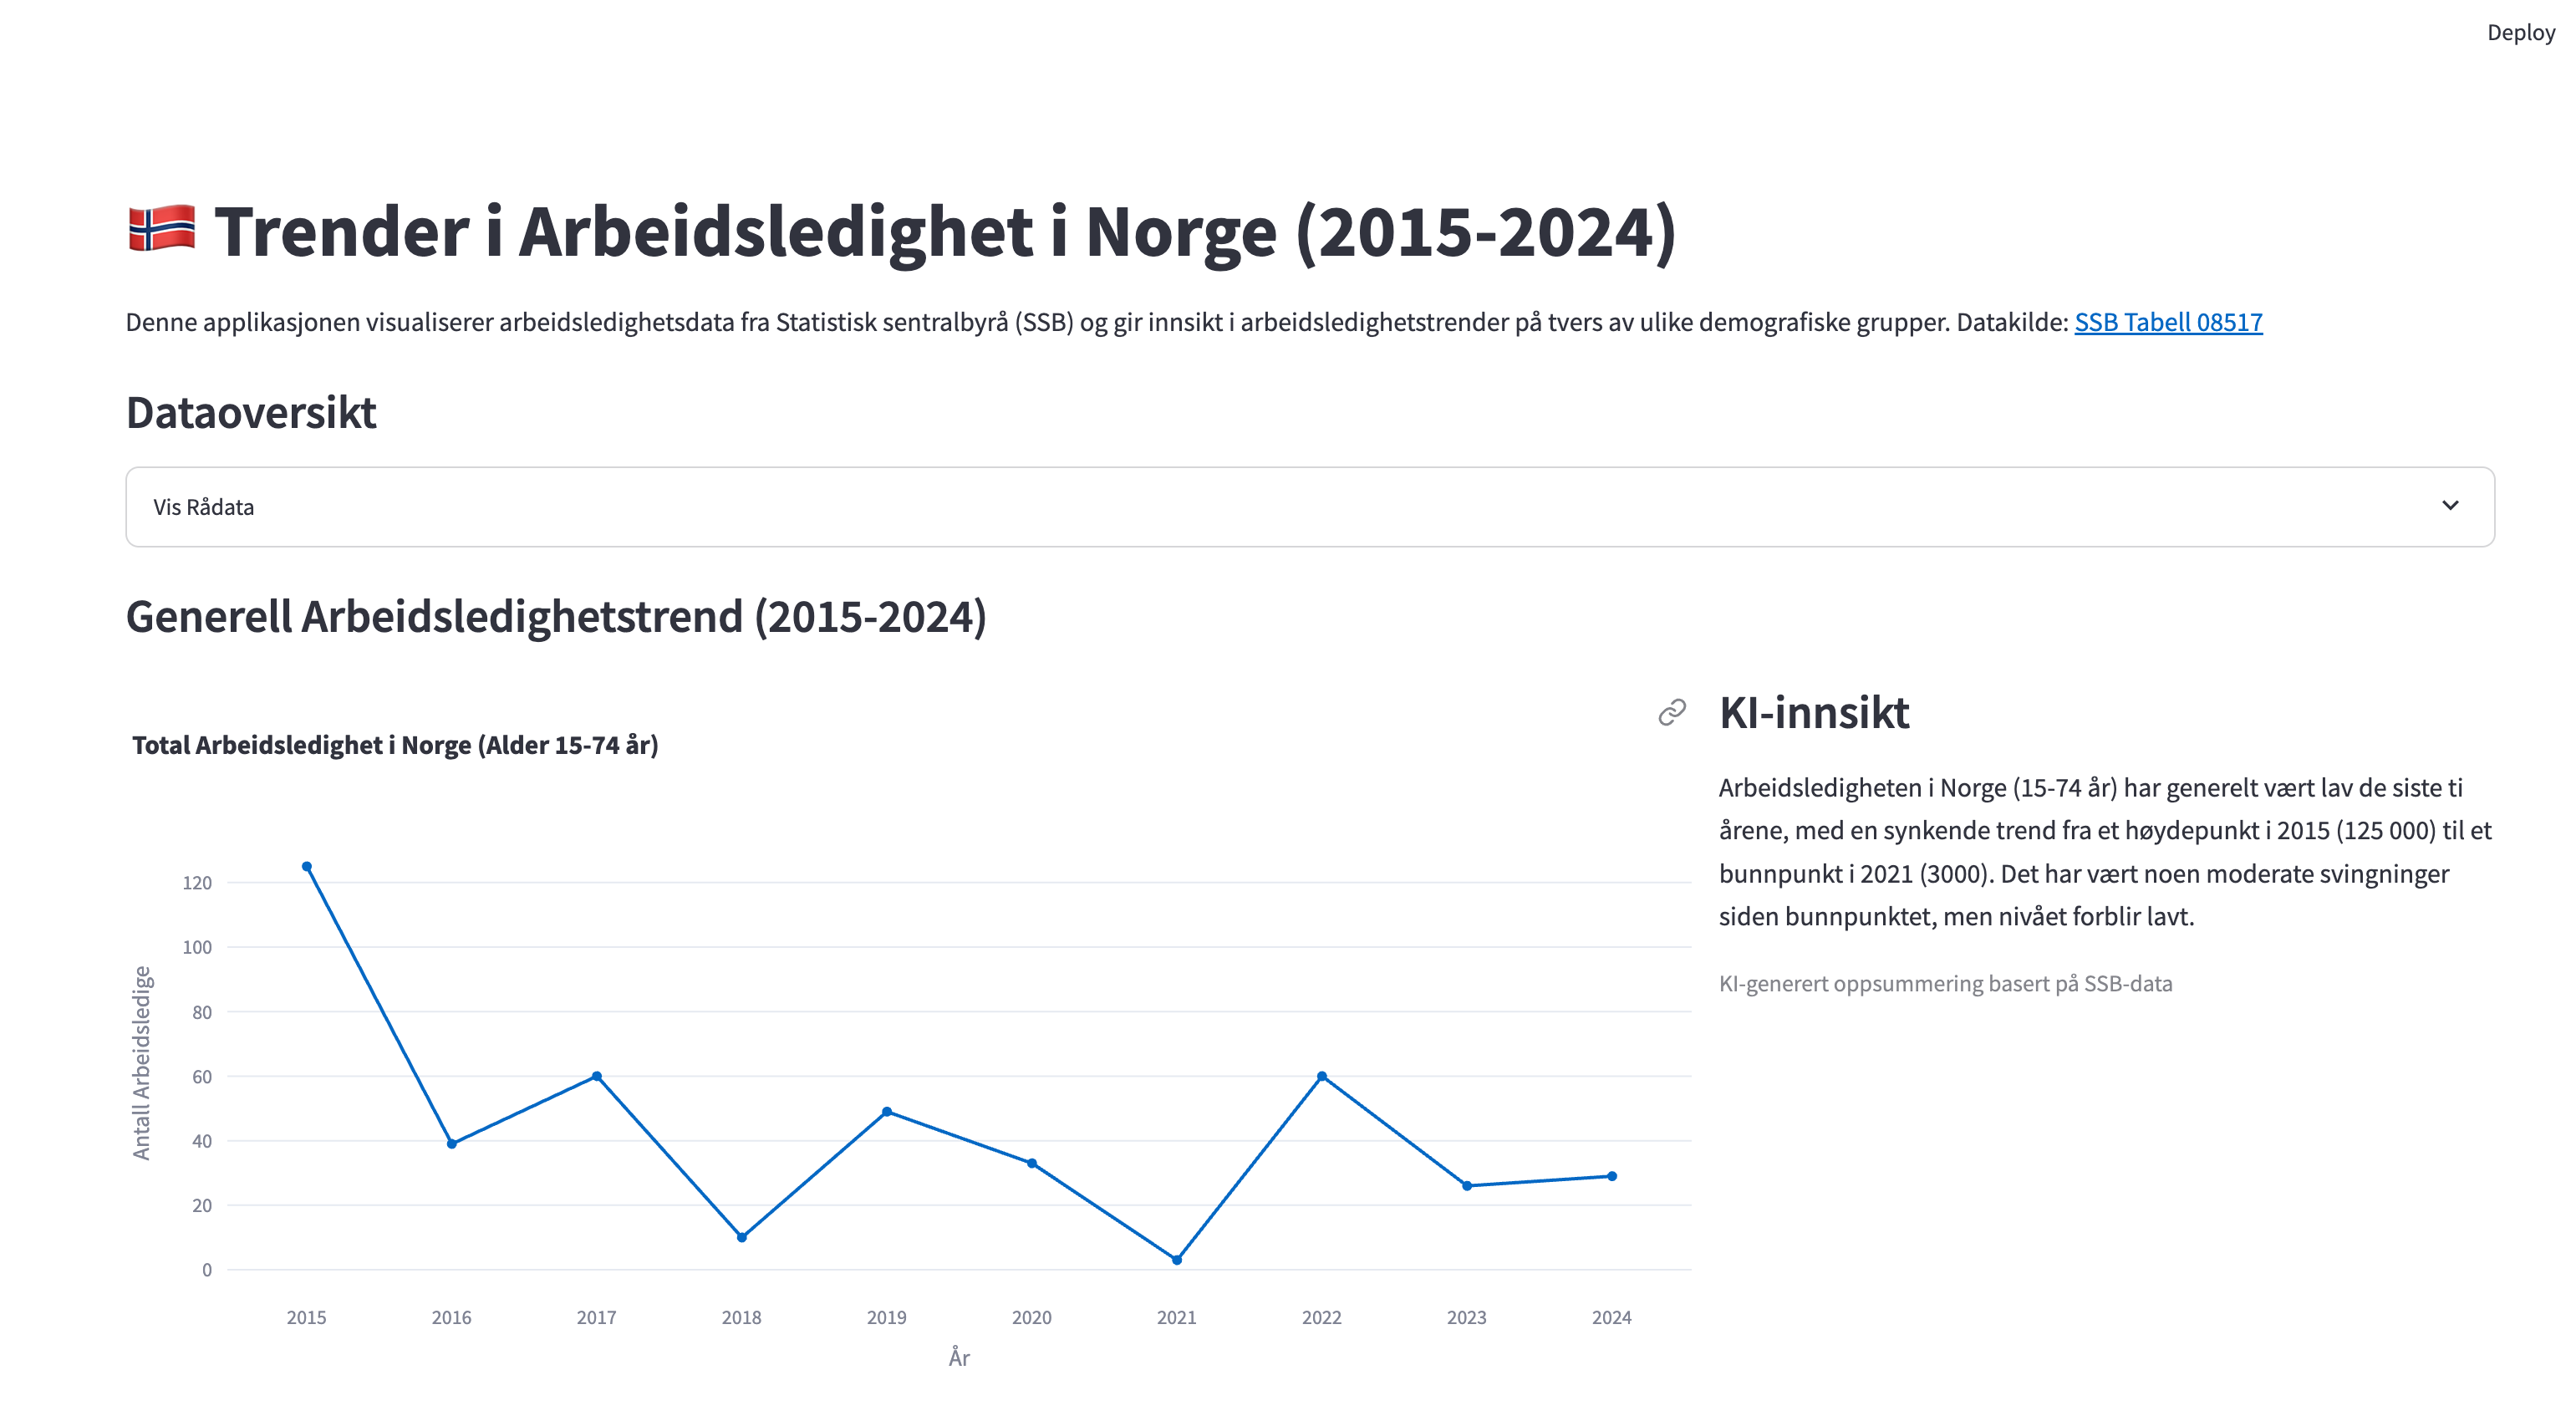 Deploy
Trender i Arbeidsledighet i Norge (2015-2024)
Denne applikasjonen visualiserer arbeidsledighetsdata fra Statistisk sentralbyrå (SSB) og gir innsikt i arbeidsledighetstrender på tvers av ulike demografiske grupper. Datakilde: SSB Tabell 08517
Dataoversikt
Vis Rådata
Generell Arbeidsledighetstrend (2015-2024)
Total Arbeidsledighet i Norge (Alder 15-74 år)
120
100
80
60
40
20
0
Antall Arbeidsledige
2015 2016 2017 2018 2019 2020 2021 2022 2023 2024
År
KI-innsikt
Arbeidsledigheten i Norge (15-74 år) har generelt vært lav de siste ti
årene, med en synkende trend fra et høydepunkt i 2015 (125 000) til et
bunnpunkt i 2021 (3000). Det har vært noen moderate svingninger
siden bunnpunktet, men nivået forblir lavt.
KI-generert oppsummering basert på SSB-data